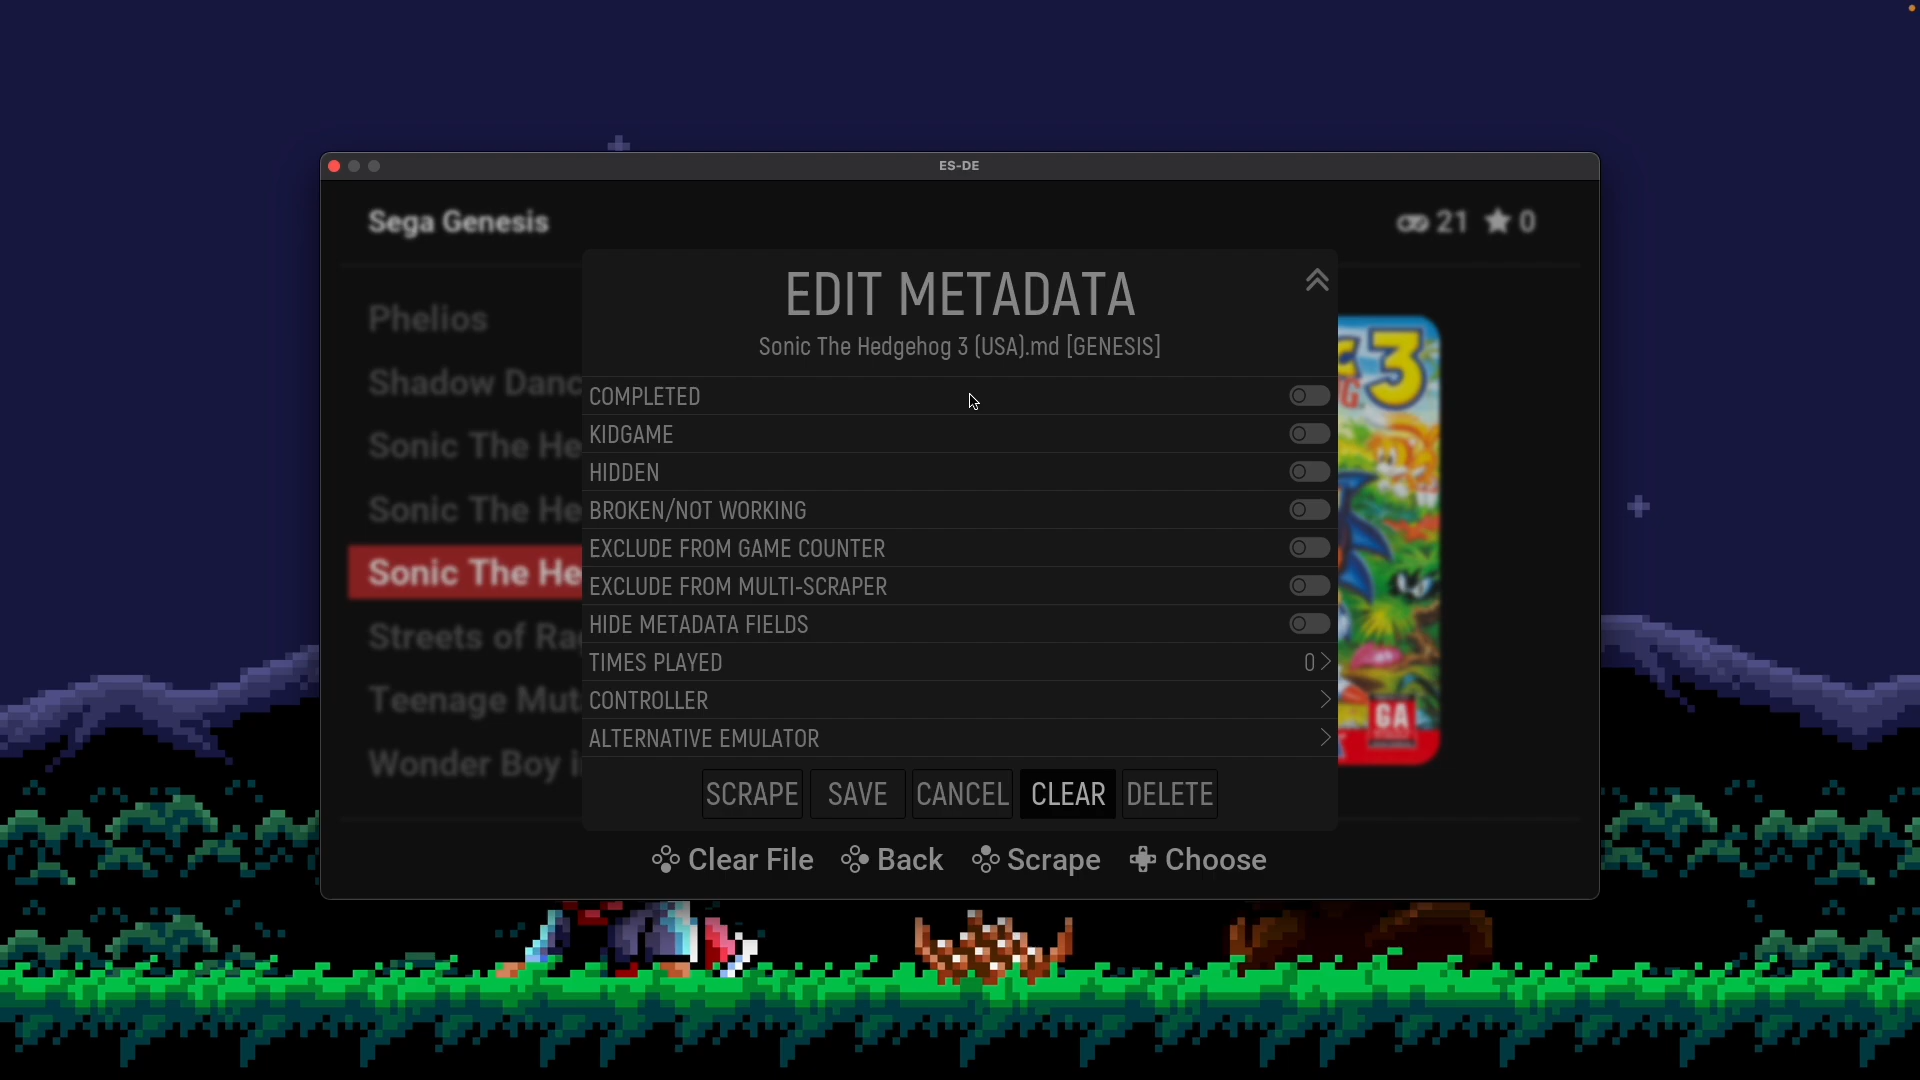 ES-DE
Sega Genesis
21 0
EDIT METADATA
Sonic The Hedgehog 3 (USA).md [GENESIS]
Phelios
Shadow Danc
Sonic The He
Sonic The He
Sonic The He
Streets of Ra
Teenage Mut
Wonder Boy i
3
GA
COMPLETED
KIDGAME
HIDDEN
BROKEN/NOT WORKING
EXCLUDE FROM GAME COUNTER
EXCLUDE FROM MULTI-SCRAPER
HIDE METADATA FIELDS
TIMES PLAYED 0
CONTROLLER
ALTERNATIVE EMULATOR
SCRAPE SAVE CANCEL CLEAR DELETE
Clear File Back Scrape Choose